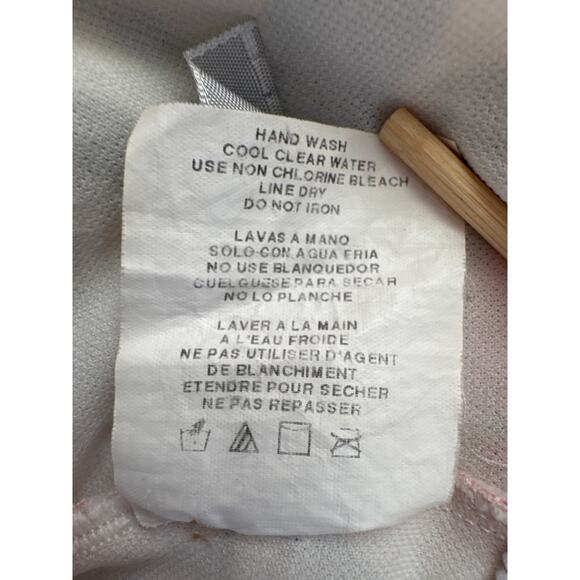 HAND WASH
COOL CLEAR WATER
USE NON CHLORINE BLEACH
LINE DRY
DO NOT IRON
LAVAS A MANO
SOLO CON AGUA FRIA
NO USE BLANQUEDOR
CUELGUESE PARA SECAR
NO LO PLANCHE
LAVER A LA MAIN
A L'EAU FROIDE
NE PAS UTILISER D'AGENT
DE BLANCHIMENT
ETENDRE POUR SECHER
NE PAS REPASSER